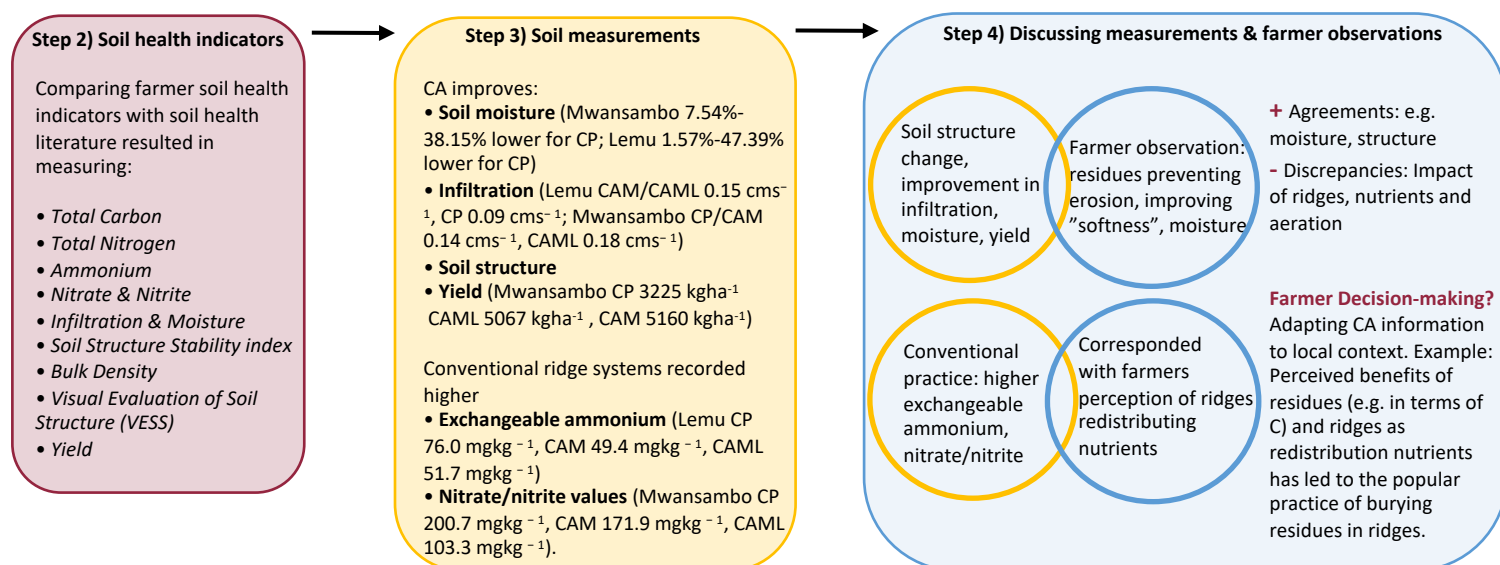 Step 2) Soil health indicators
Comparing farmer soil health
indicators with soil health
literature resulted in
measuring:
• Total Carbon
• Total Nitrogen
• Ammonium
• Nitrate & Nitrite
• Infiltration & Moisture
• Soil Structure Stability index
• Bulk Density
• Visual Evaluation of Soil
Structure (VESS)
• Yield
Step 3) Soil measurements
CA improves:
• Soil moisture (Mwansambo 7.54%-
38.15% lower for CP; Lemu 1.57%-47.39%
lower for CP)
• Infiltration (Lemu CAM/CAML 0.15 cms⁻
¹, CP 0.09 cms⁻¹; Mwansambo CP/CAM
0.14 cms⁻¹, CAML 0.18 cms⁻¹)
• Soil structure
• Yield (Mwansambo CP 3225 kgha⁻¹
CAML 5067 kgha⁻¹ , CAM 5160 kgha⁻¹)
Conventional ridge systems recorded
higher
• Exchangeable ammonium (Lemu CP
76.0 mgkg ⁻¹, CAM 49.4 mgkg ⁻¹, CAML
51.7 mgkg ⁻¹)
• Nitrate/nitrite values (Mwansambo CP
200.7 mgkg ⁻¹, CAM 171.9 mgkg ⁻¹, CAML
103.3 mgkg ⁻¹).
Step 4) Discussing measurements & farmer observations
Soil structure
change,
improvement in
infiltration,
moisture, yield
Farmer observation:
residues preventing
erosion, improving
”softness”, moisture
+ Agreements: e.g.
moisture, structure
- Discrepancies: Impact
of ridges, nutrients and
aeration
Conventional
practice: higher
exchangeable
ammonium,
nitrate/nitrite
Corresponded
with farmers
perception of ridges
redistributing
nutrients
Farmer Decision-making?
Adapting CA information
to local context. Example:
Perceived benefits of
residues (e.g. in terms of
C) and ridges as
redistribution nutrients
has led to the popular
practice of burying
residues in ridges.